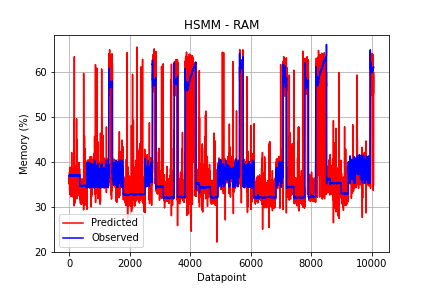 HSMM - RAM
Memory (%)
60
50
40
30
20
Predicted
Observed
0 2000 4000 6000 8000 10000
Datapoint